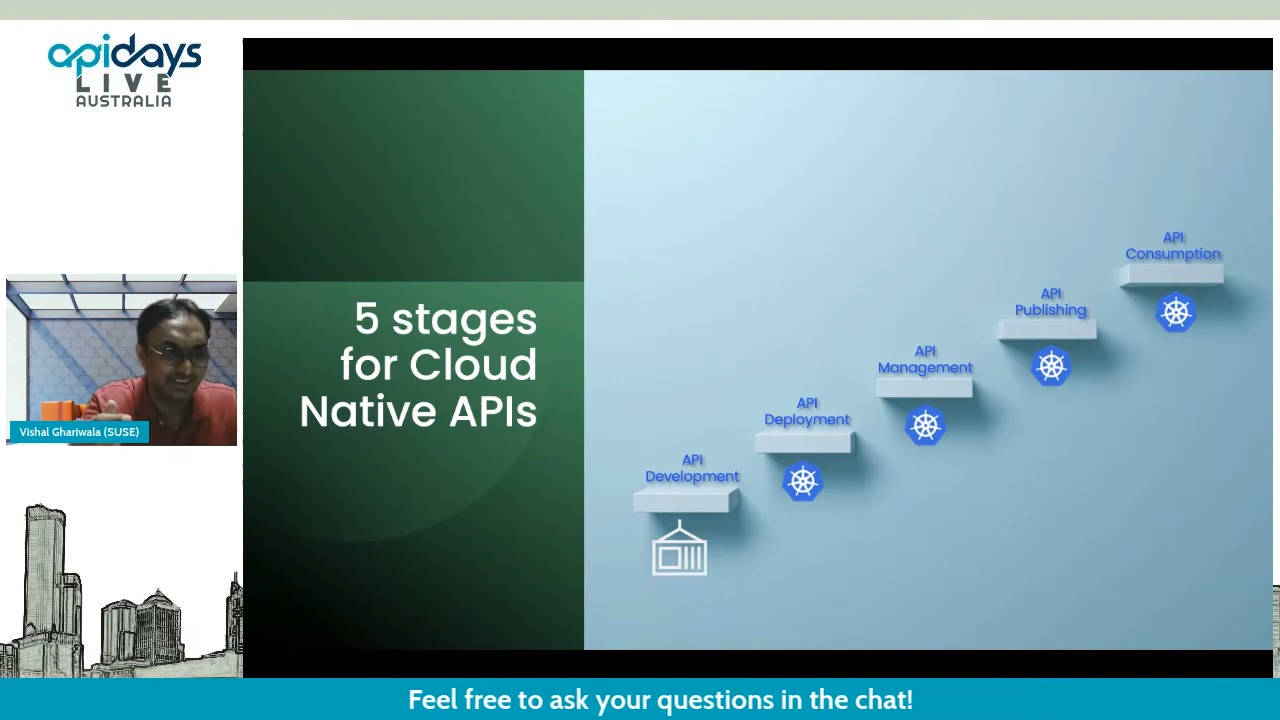 apidays
LIVE
AUSTRALIA
5 stages
for Cloud
Native APIs
API
Consumption
API
Publishing
API
Management
API
Deployment
API
Development
Vishal Ghariwala (SUSE)
Feel free to ask your questions in the chat!